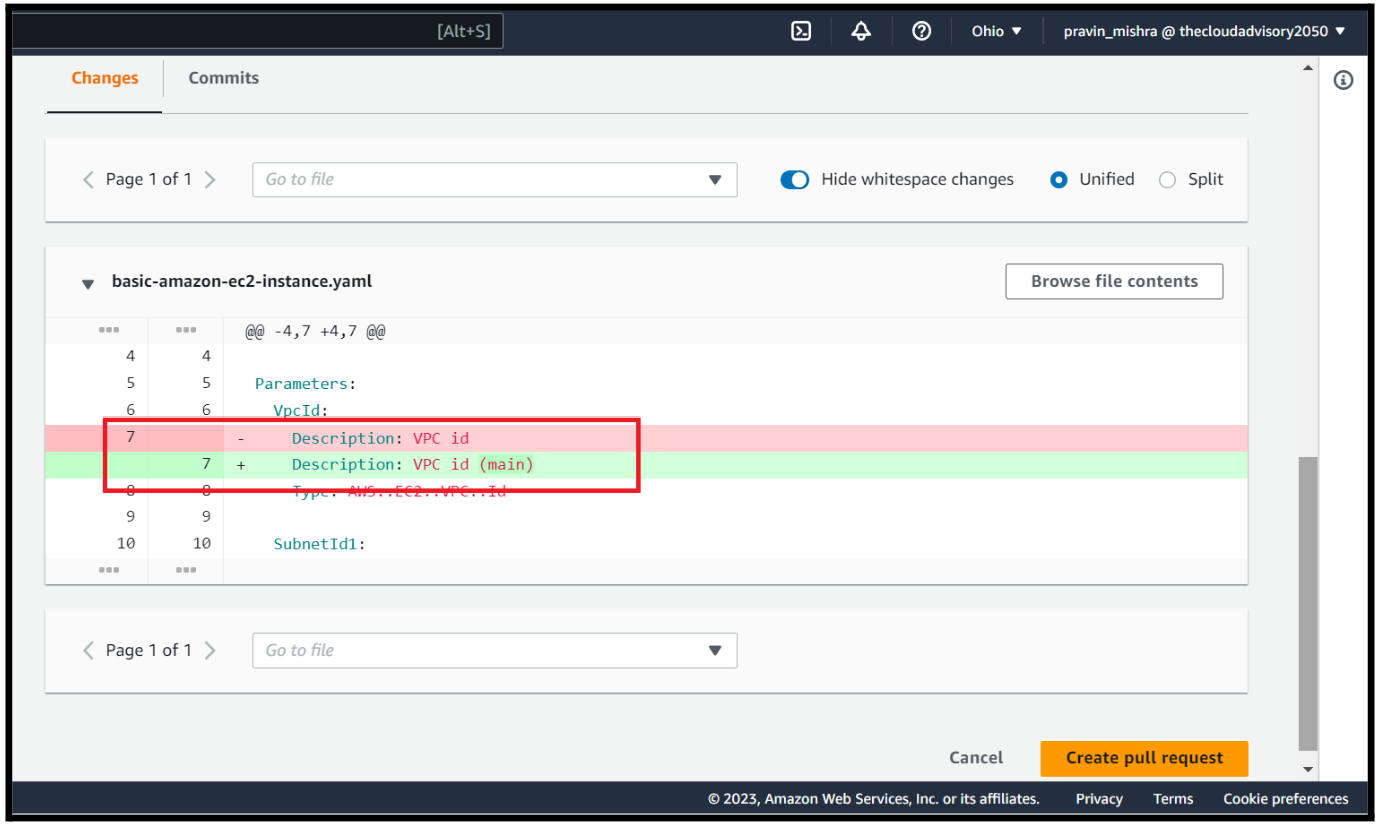 [Alt+S] Ohio pravin_mishra @ thecloudadvisory2050
Changes Commits
Page 1 of 1 Go to file Hide whitespace changes Unified Split
basic-amazon-ec2-instance.yaml Browse file contents
@@ -4,7 +4,7 @@
4 4
5 5 Parameters:
6 6 VpcId:
7 - Description: VPC id
7 + Description: VPC id (main)
8 8 Type: AWS::EC2::VPC::Id
9 9
10 10 SubnetId1:
Page 1 of 1 Go to file
Cancel Create pull request
© 2023, Amazon Web Services, Inc. or its affiliates. Privacy Terms Cookie preferences